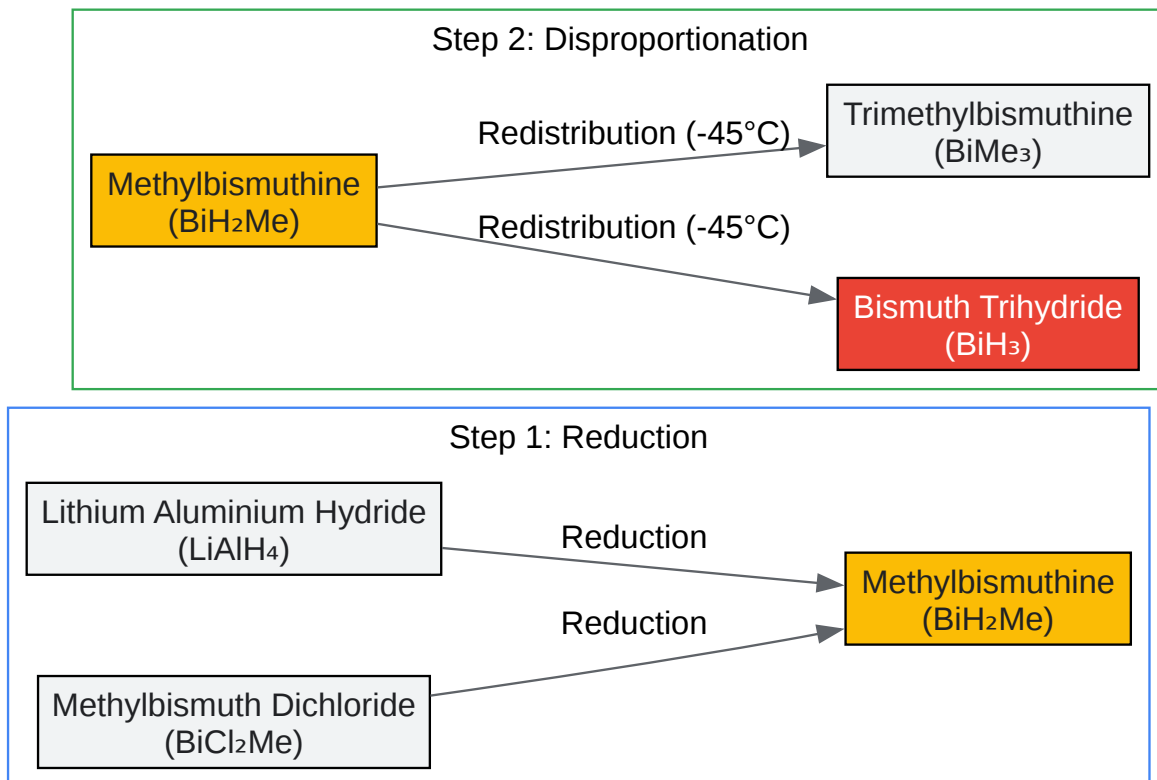 Step 2: Disproportionation
Methylbismuthine
(BiH₂Me)
Redistribution (-45°C)
Redistribution (-45°C)
Trimethylbismuthine
(BiMe₃)
Bismuth Trihydride
(BiH₃)
Step 1: Reduction
Lithium Aluminium Hydride
(LiAlH₄)
Methylbismuth Dichloride
(BiCl₂Me)
Reduction
Reduction
Methylbismuthine
(BiH₂Me)